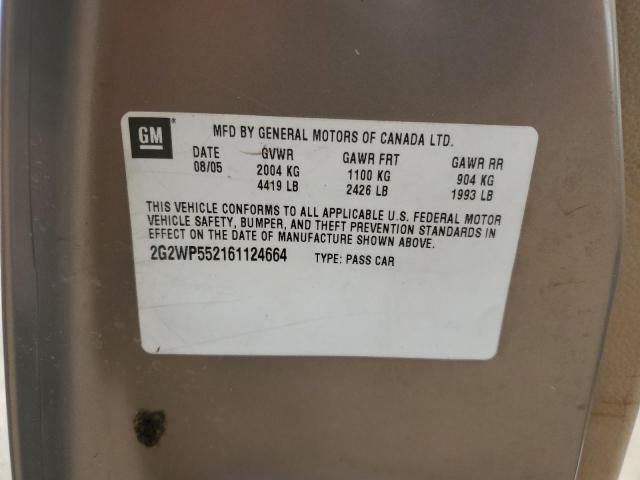 GM
MFD BY GENERAL MOTORS OF CANADA LTD.
DATE GVWR GAWR FRT GAWR RR
08/05 2004 KG 1100 KG 904 KG
4419 LB 2426 LB 1993 LB
THIS VEHICLE CONFORMS TO ALL APPLICABLE U.S. FEDERAL MOTOR
VEHICLE SAFETY, BUMPER, AND THEFT PREVENTION STANDARDS IN
EFFECT ON THE DATE OF MANUFACTURE SHOWN ABOVE.
2G2WP552161124664 TYPE: PASS CAR